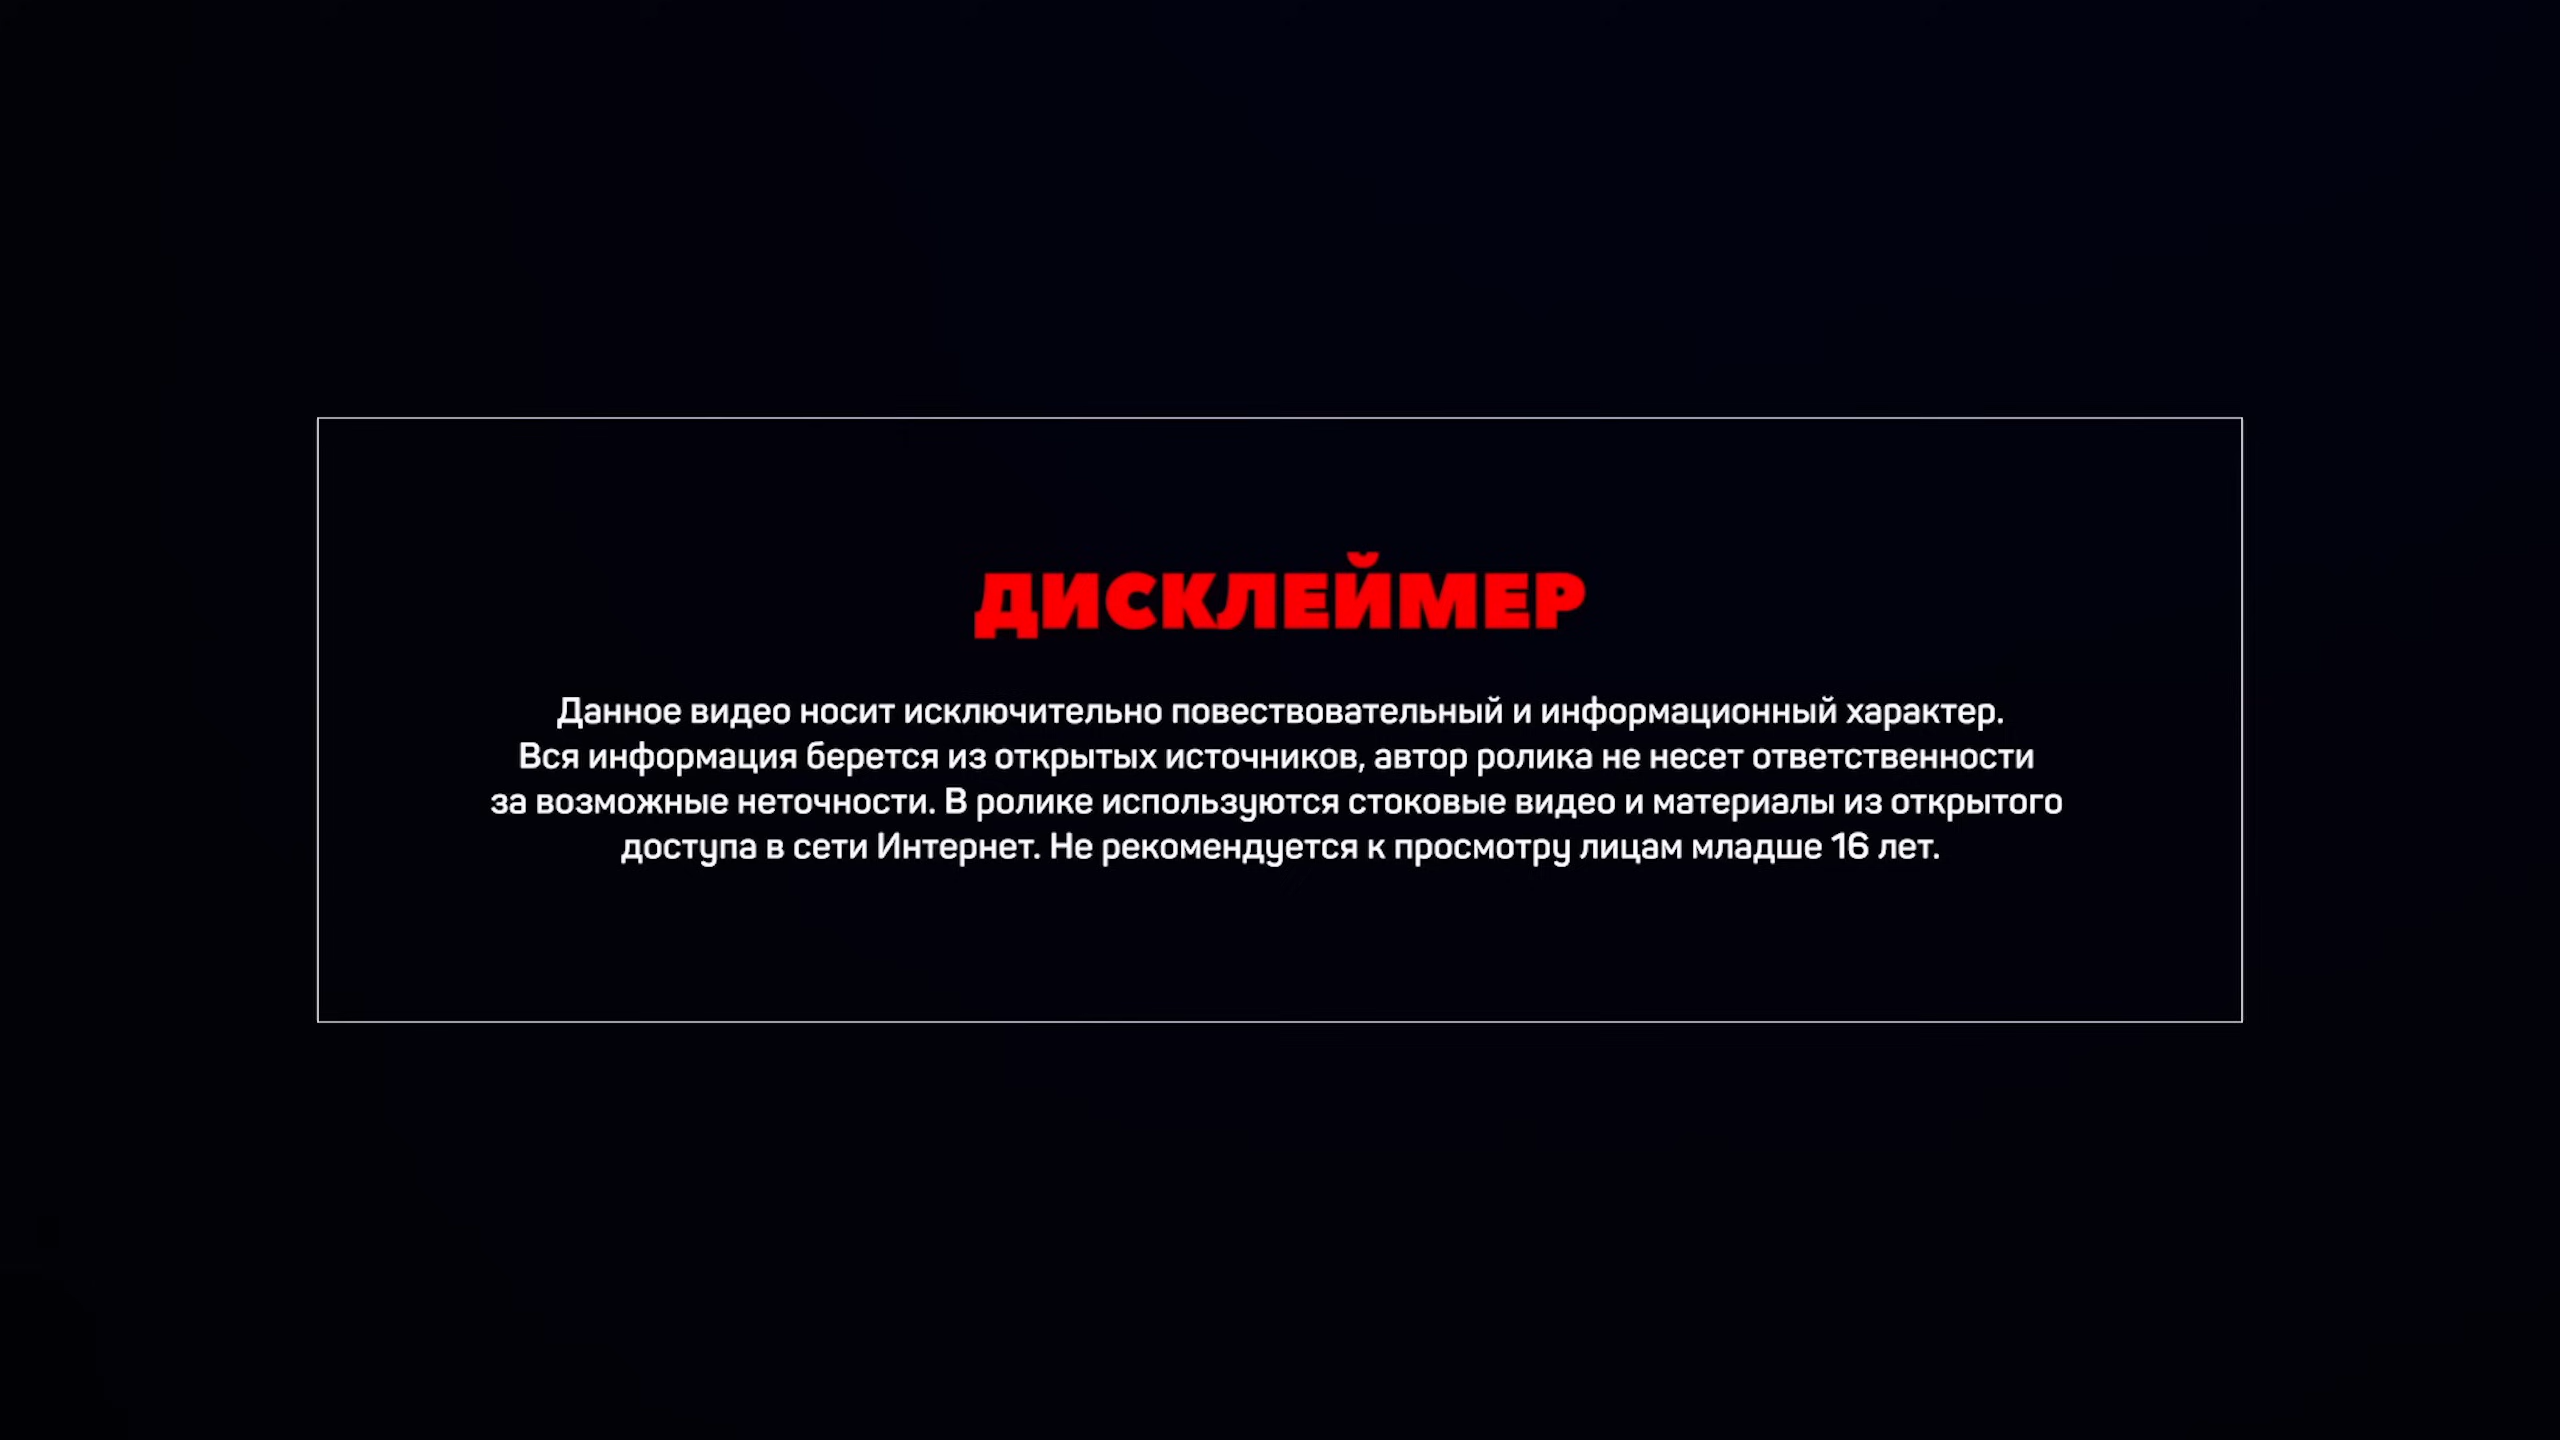 ДИСКЛЕЙМЕР
Данное видео носит исключительно повествовательный и информационный характер.
Вся информация берется из открытых источников, автор ролика не несет ответственности
за возможные неточности. В ролике используются стоковые видео и материалы из открытого
доступа в сети Интернет. Не рекомендуется к просмотру лицам младше 16 лет.